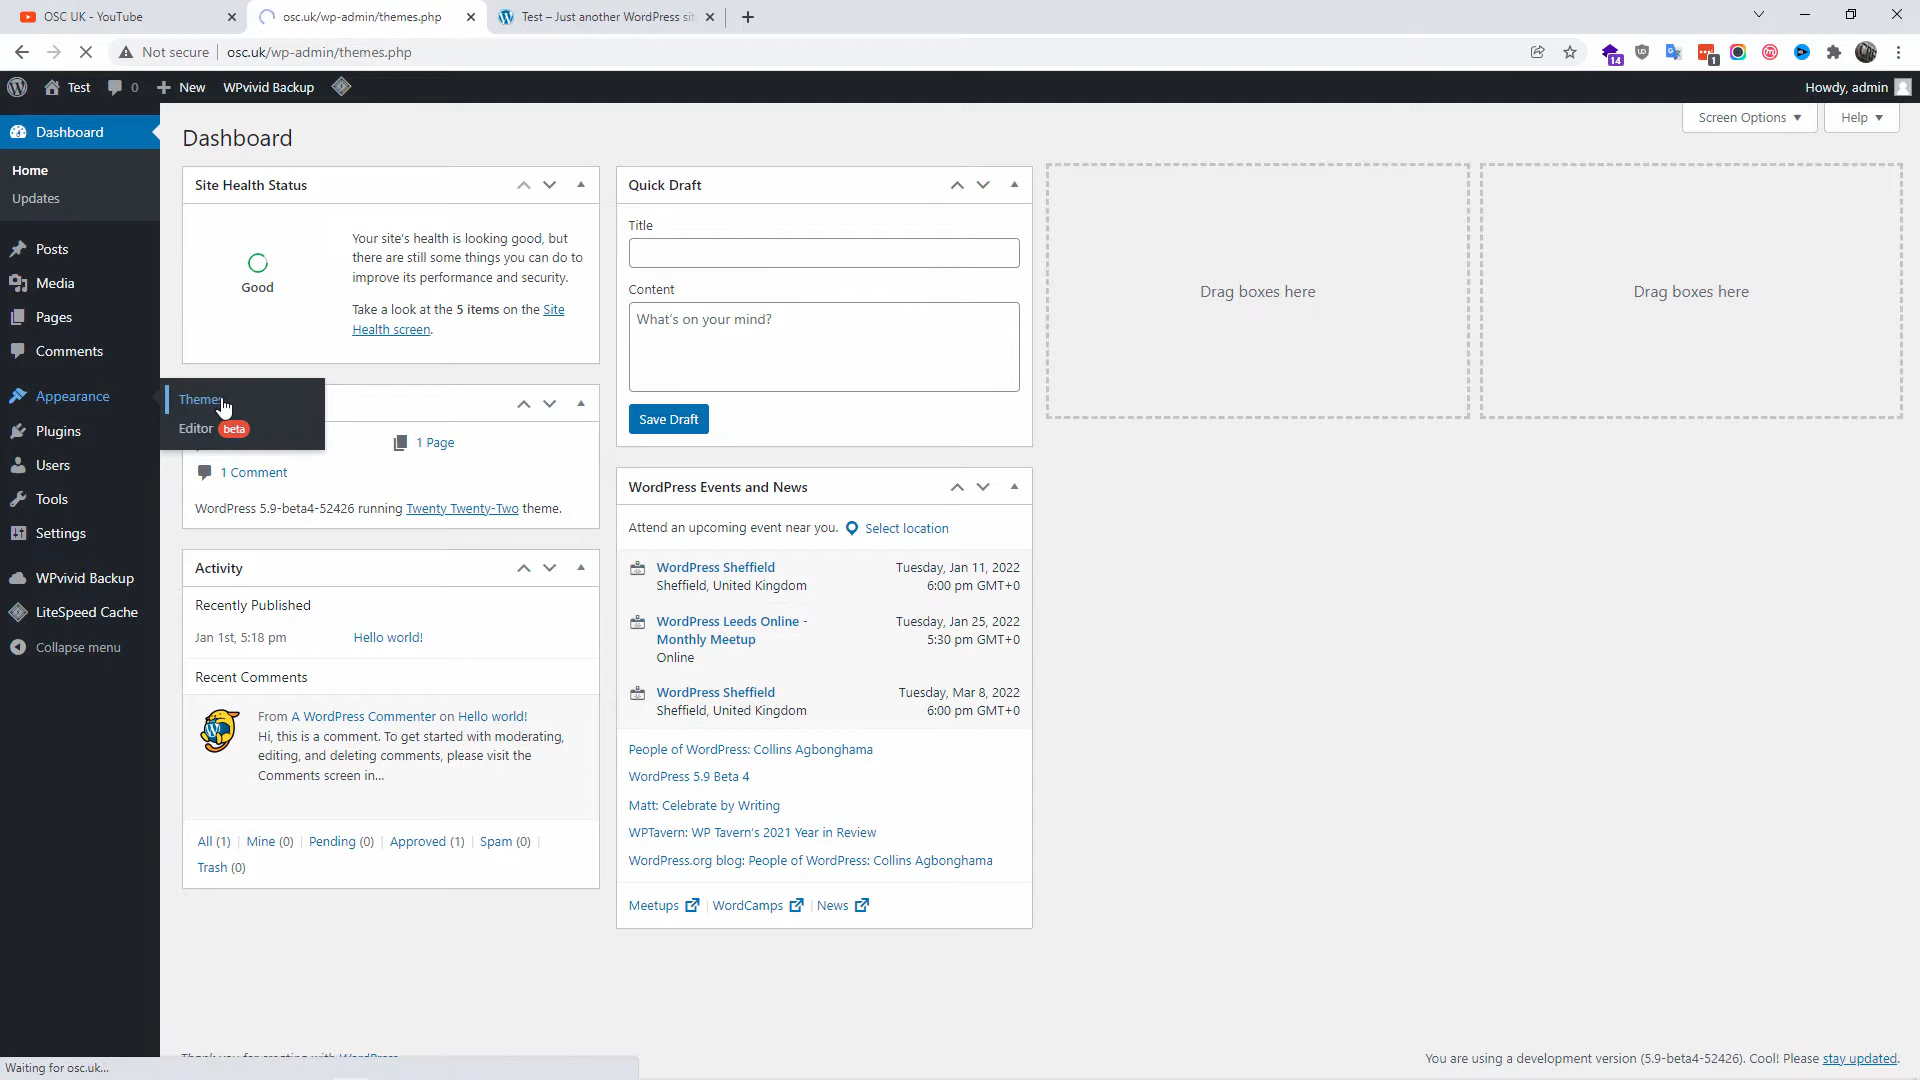 OSC UK - YouTube
osc.uk/wp-admin/themes.php
Test – Just another WordPress sit
Not secure
osc.uk/wp-admin/themes.php
14
1
Test
0
New
WPvivid Backup
Howdy, admin
Screen Options
Help
Dashboard
Home
Updates
Posts
Media
Pages
Comments
Appearance
Plugins
Users
Tools
Settings
WPvivid Backup
LiteSpeed Cache
Collapse menu
Themes
Editor beta
Dashboard
Site Health Status
Good
Your site's health is looking good, but
there are still some things you can do to
improve its performance and security.
Take a look at the 5 items on the Site
Health screen.
1 Page
1 Comment
WordPress 5.9-beta4-52426 running Twenty Twenty-Two theme.
Activity
Recently Published
Jan 1st, 5:18 pm Hello world!
Recent Comments
From A WordPress Commenter on Hello world!
Hi, this is a comment. To get started with moderating,
editing, and deleting comments, please visit the
Comments screen in...
All (1) | Mine (0) | Pending (0) | Approved (1) | Spam (0) |
Trash (0)
Quick Draft
Title
Content
What's on your mind?
Save Draft
WordPress Events and News
Attend an upcoming event near you. Select location
WordPress Sheffield Tuesday, Jan 11, 2022
Sheffield, United Kingdom 6:00 pm GMT+0
WordPress Leeds Online - Tuesday, Jan 25, 2022
Monthly Meetup 5:30 pm GMT+0
Online
WordPress Sheffield Tuesday, Mar 8, 2022
Sheffield, United Kingdom 6:00 pm GMT+0
People of WordPress: Collins Agbonghama
WordPress 5.9 Beta 4
Matt: Celebrate by Writing
WPTavern: WP Tavern's 2021 Year in Review
WordPress.org blog: People of WordPress: Collins Agbonghama
Meetups | WordCamps | News
Drag boxes here
Drag boxes here
Thank you for creating with WordPress.
You are using a development version (5.9-beta4-52426). Cool! Please stay updated.
Waiting for osc.uk...